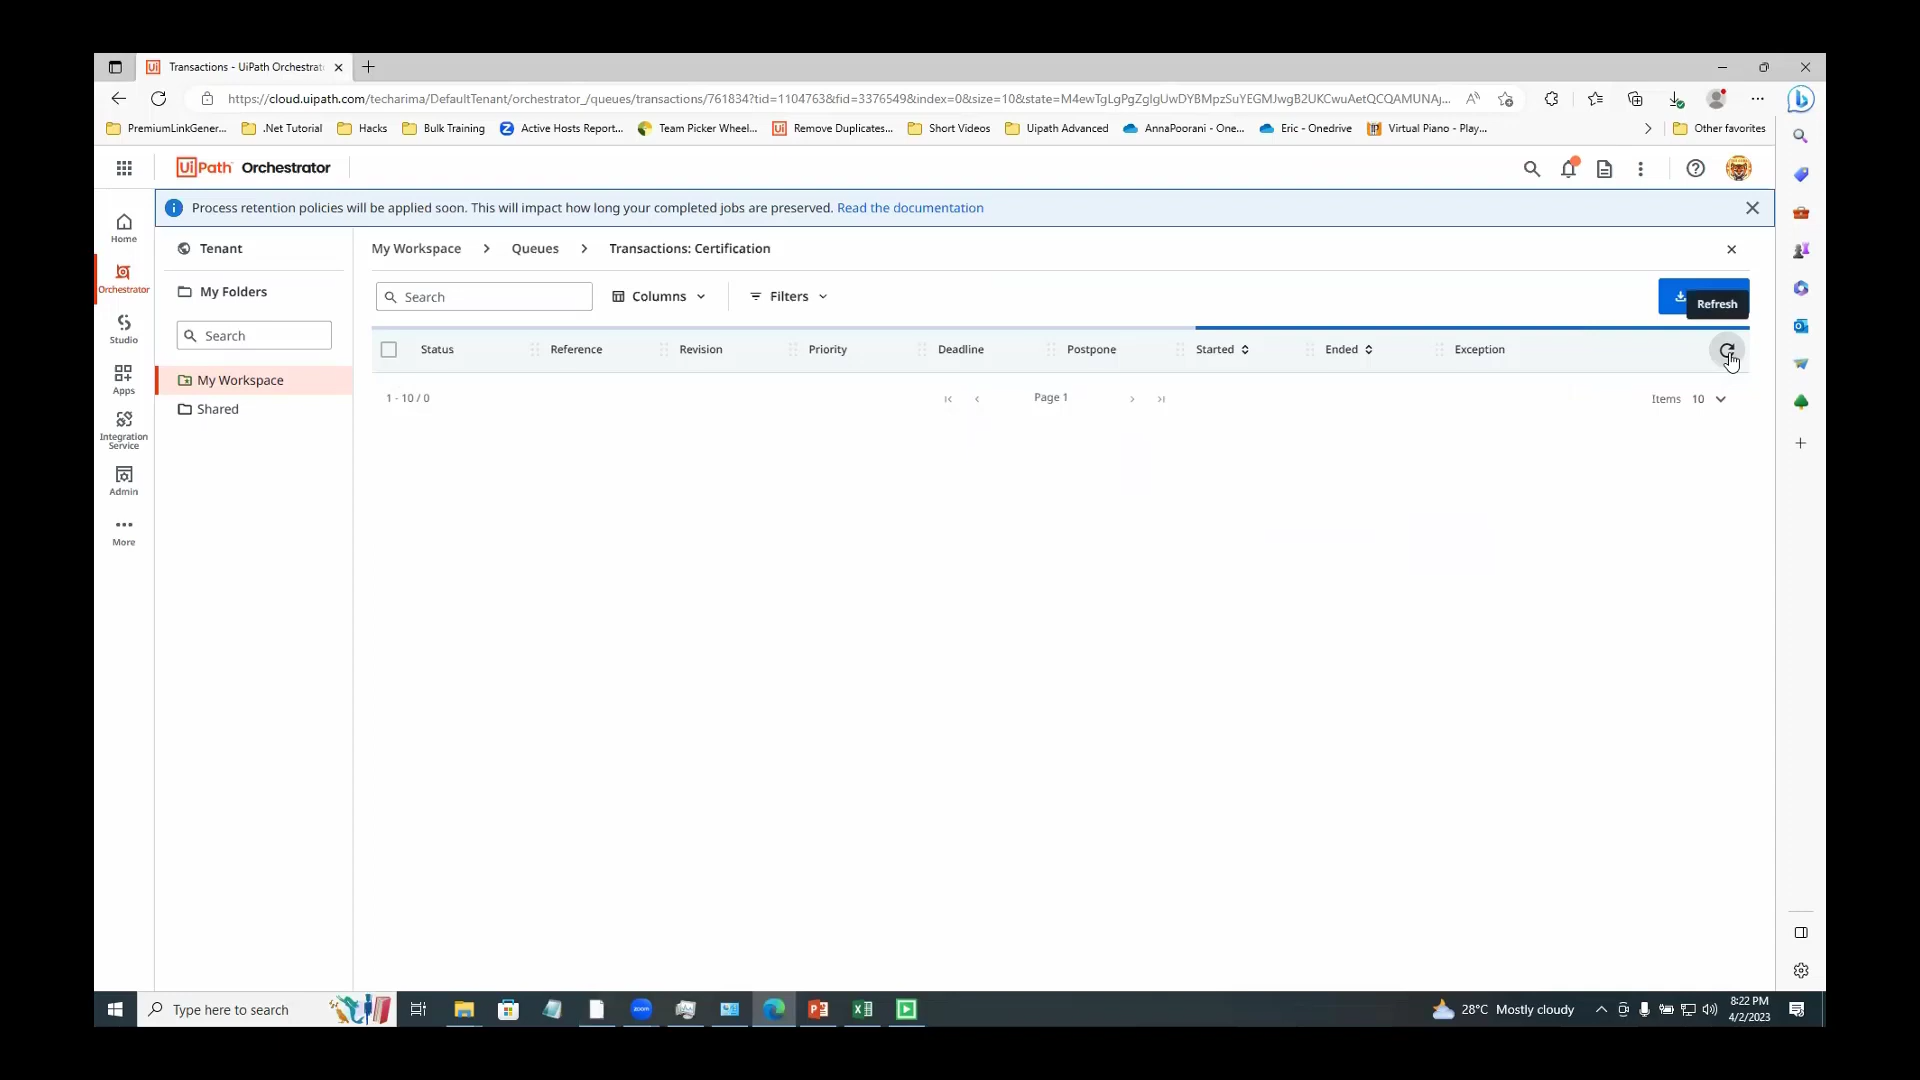 Transactions - UiPath Orchestrat
https://cloud.uipath.com/techarima/DefaultTenant/orchestrator_/queues/transactions/761834?tid=1104763&fid=3376549&index=0&size=10&state=M4ewTgLgPgZglgUwDYBMpzSuYEGMJwgB2UKCwuAetQCQAMUNAj...
PremiumLinkGener...
.Net Tutorial
Hacks
Bulk Training
Active Hosts Report...
Team Picker Wheel...
Remove Duplicates...
Short Videos
Uipath Advanced
AnnaPoorani - One...
Eric - Onedrive
Virtual Piano - Play...
Other favorites
UiPath Orchestrator
Process retention policies will be applied soon. This will impact how long your completed jobs are preserved. Read the documentation
Home
Orchestrator
Studio
Apps
Integration
Service
Admin
More
Tenant
My Folders
Search
My Workspace
Shared
My Workspace > Queues > Transactions: Certification
Search
Columns
Filters
Refresh
Status
Reference
Revision
Priority
Deadline
Postpone
Started
Ended
Exception
1 - 10 / 0
Page 1
Items 10
Type here to search
zoom
28°C Mostly cloudy
8:22 PM
4/2/2023